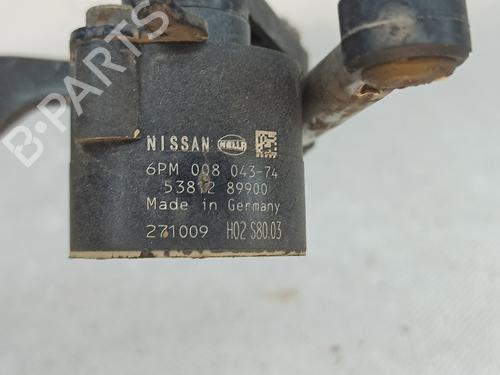 B-PARTS
NISSAN HELLA
6PM 008 043-74
53812 89900
Made in Germany
271009 H02.S80.03